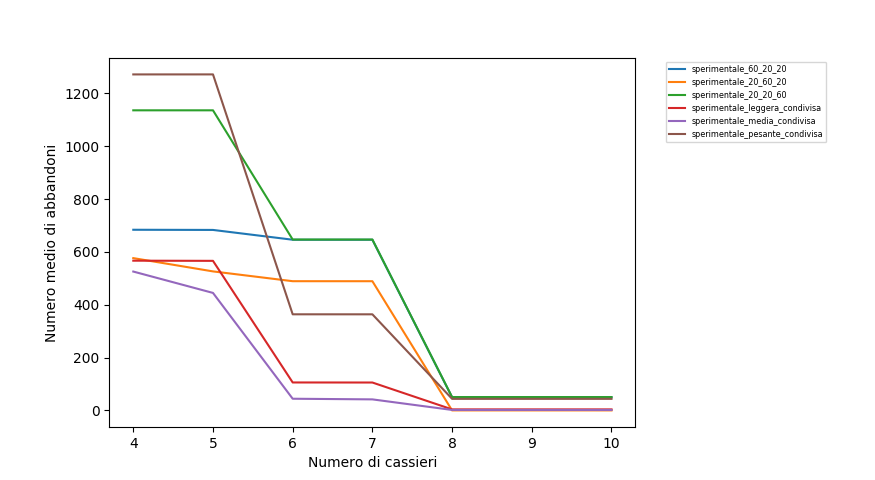 sperimentale_60_20_20
sperimentale_20_60_20
sperimentale_20_20_60
sperimentale_leggera_condivisa
sperimentale_media_condivisa
sperimentale_pesante_condivisa
Numero medio di abbandoni
1200
1000
800
600
400
200
0
4 5 6 7 8 9 10
Numero di cassieri